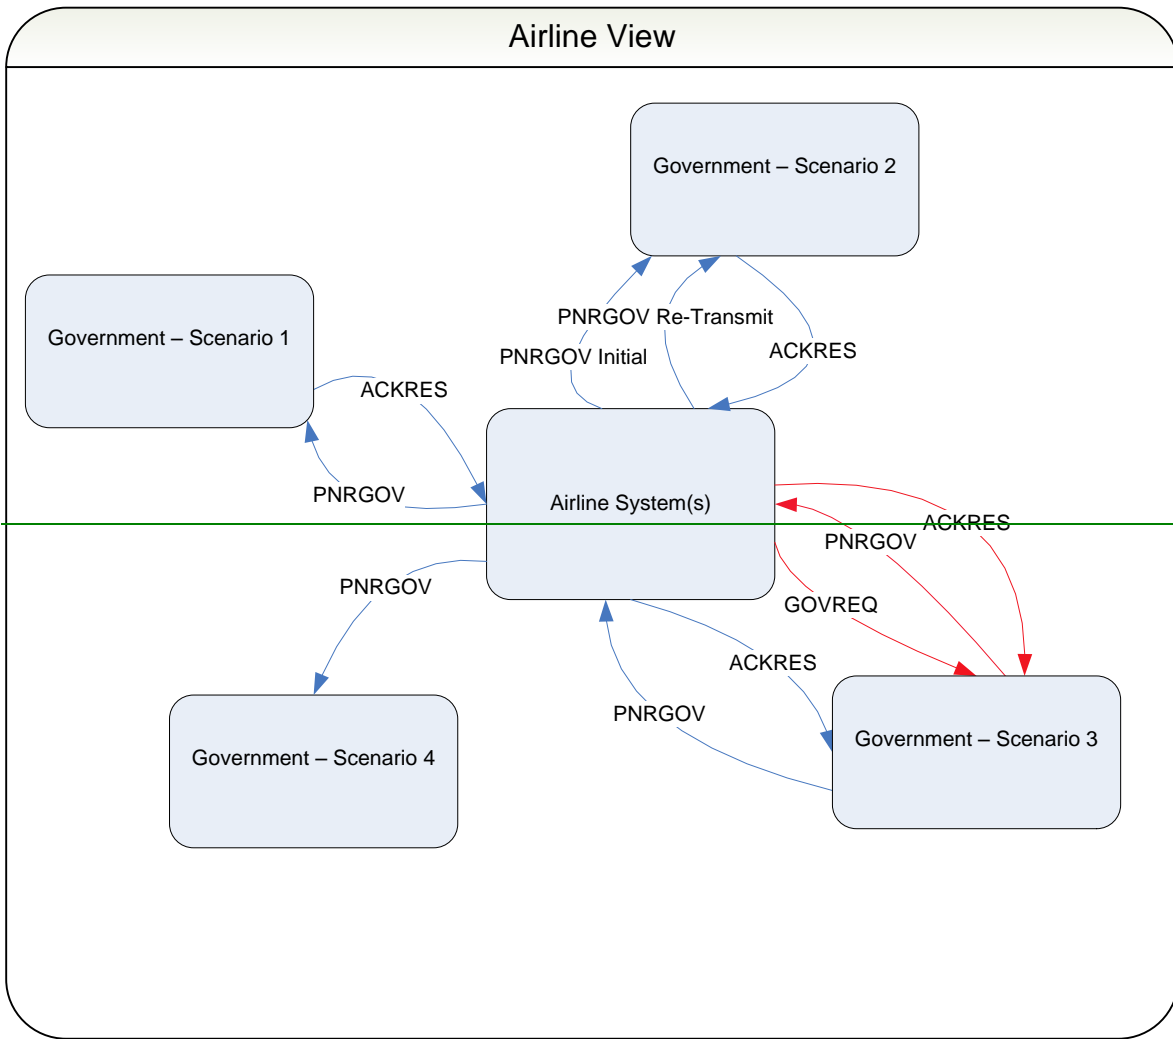 Airline View
Government – Scenario 2
Government – Scenario 1
PNRGOV Re-Transmit
PNRGOV Initial
ACKRES
ACKRES
PNRGOV
Airline System(s)
ACKRES
PNRGOV
PNRGOV
GOVREQ
ACKRES
PNRGOV
Government – Scenario 3
Government – Scenario 4